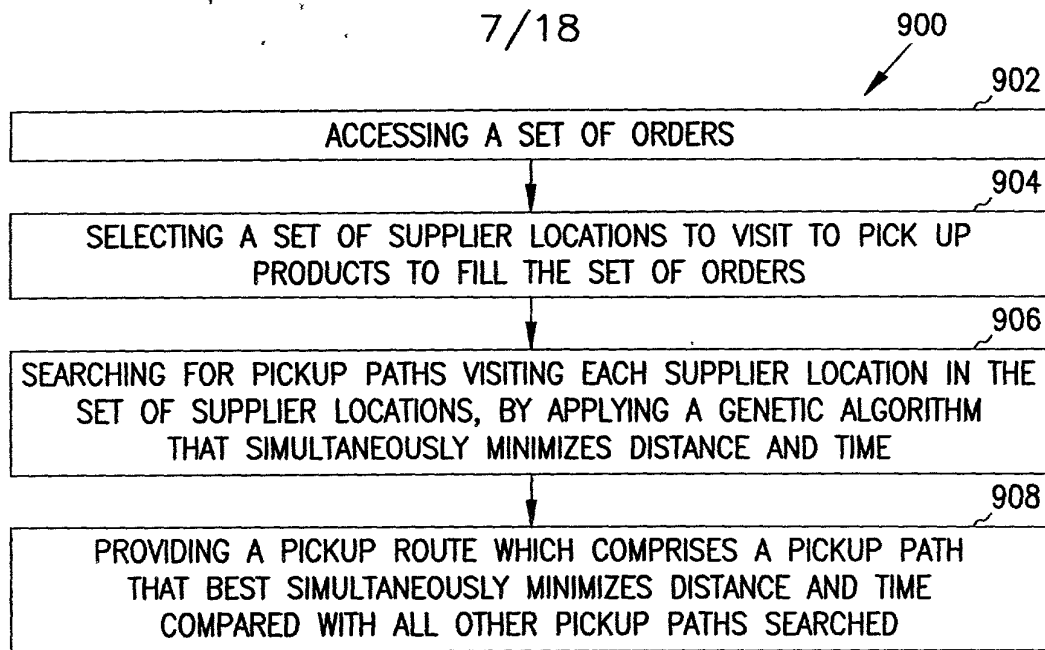 7/18
900
902
ACCESSING A SET OF ORDERS
904
SELECTING A SET OF SUPPLIER LOCATIONS TO VISIT TO PICK UP
PRODUCTS TO FILL THE SET OF ORDERS
906
SEARCHING FOR PICKUP PATHS VISITING EACH SUPPLIER LOCATION IN THE
SET OF SUPPLIER LOCATIONS, BY APPLYING A GENETIC ALGORITHM
THAT SIMULTANEOUSLY MINIMIZES DISTANCE AND TIME
908
PROVIDING A PICKUP ROUTE WHICH COMPRISES A PICKUP PATH
THAT BEST SIMULTANEOUSLY MINIMIZES DISTANCE AND TIME
COMPARED WITH ALL OTHER PICKUP PATHS SEARCHED